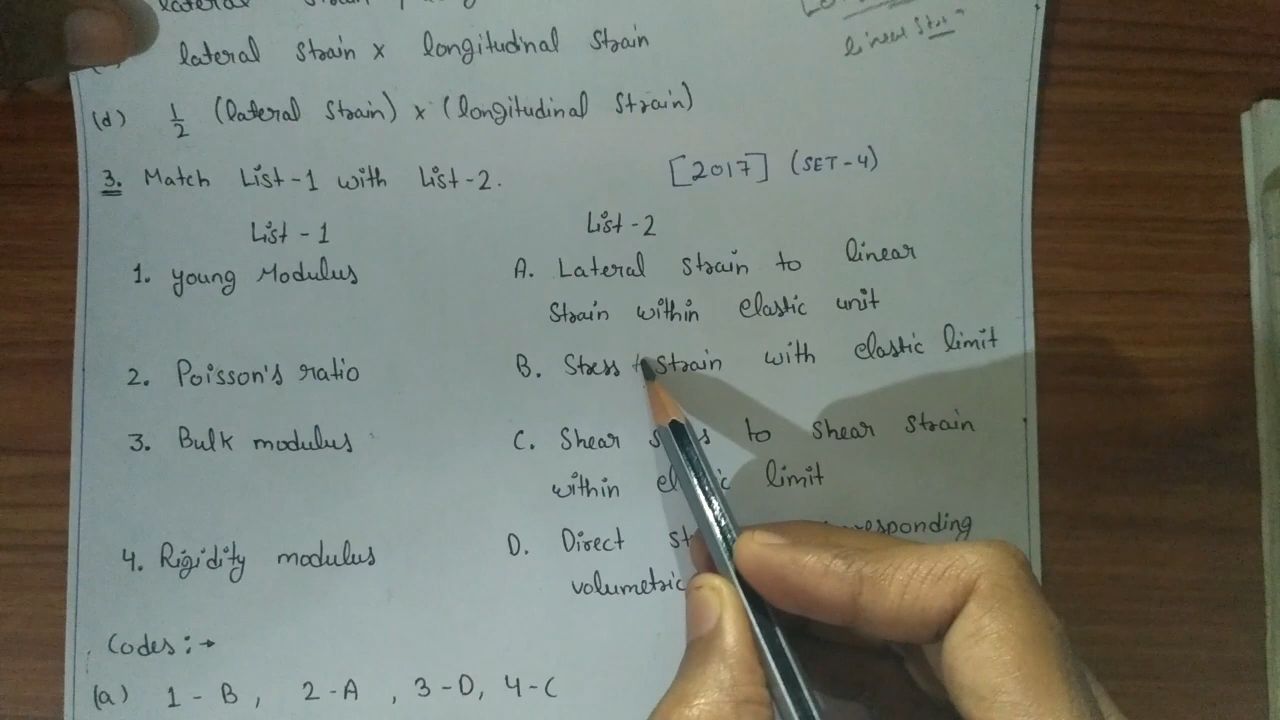 lateral
lateral strain x longitudinal strain
linear
(d) 1/2 (lateral strain) x (longitudinal strain)
3. Match List-1 with List-2. [2017] (SET-4)
List - 1 List - 2
1. young Modulus A. Lateral strain to linear
strain within elastic unit
2. Poisson's ratio B. Stress strain with elastic limit
3. Bulk modulus C. Shear to shear strain
within limit
4. Rigidity modulus D. Direct
volumetric
Codes :→
(a) 1 - B , 2 - A , 3 - D, 4 - C